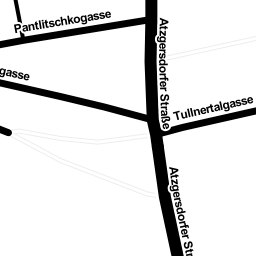 Pantlitschkogasse
gasse
Atzgersdorfer Straße
Tullnertalgasse
Atzgersdorfer Str